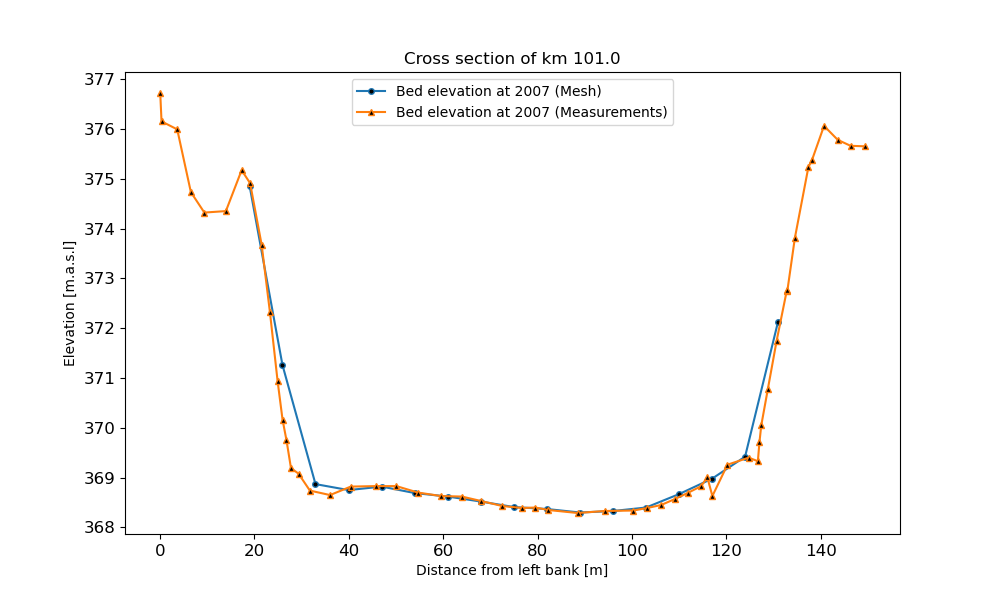 Cross section of km 101.0
Bed elevation at 2007 (Mesh)
Bed elevation at 2007 (Measurements)
377
376
375
374
373
372
371
370
369
368
Elevation [m.a.s.l]
0 20 40 60 80 100 120 140
Distance from left bank [m]